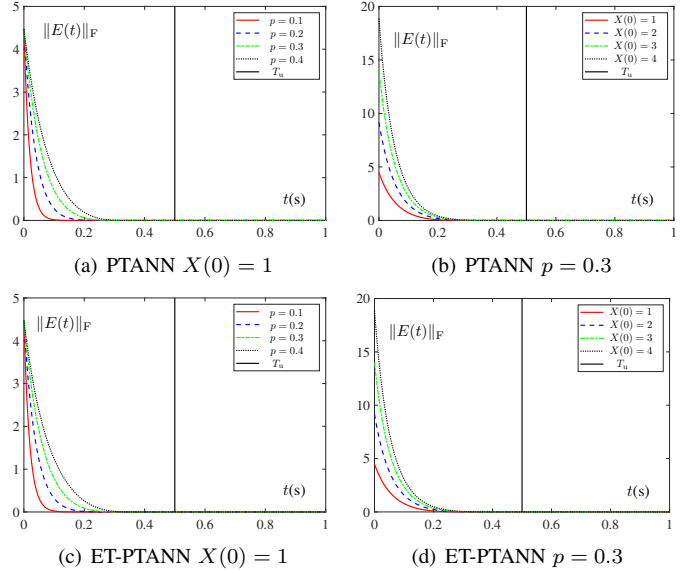 ‖E(t)‖F
p = 0.1
p = 0.2
p = 0.3
p = 0.4
Tu
t(s)
5
4
3
2
1
0
0 0.2 0.4 0.6 0.8 1
(a) PTANN X(0) = 1
‖E(t)‖F
X(0) = 1
X(0) = 2
X(0) = 3
X(0) = 4
Tu
t(s)
20
15
10
5
0
0 0.2 0.4 0.6 0.8 1
(b) PTANN p = 0.3
‖E(t)‖F
p = 0.1
p = 0.2
p = 0.3
p = 0.4
Tu
t(s)
5
4
3
2
1
0
0 0.2 0.4 0.6 0.8 1
(c) ET-PTANN X(0) = 1
‖E(t)‖F
X(0) = 1
X(0) = 2
X(0) = 3
X(0) = 4
Tu
t(s)
20
15
10
5
0
0 0.2 0.4 0.6 0.8 1
(d) ET-PTANN p = 0.3